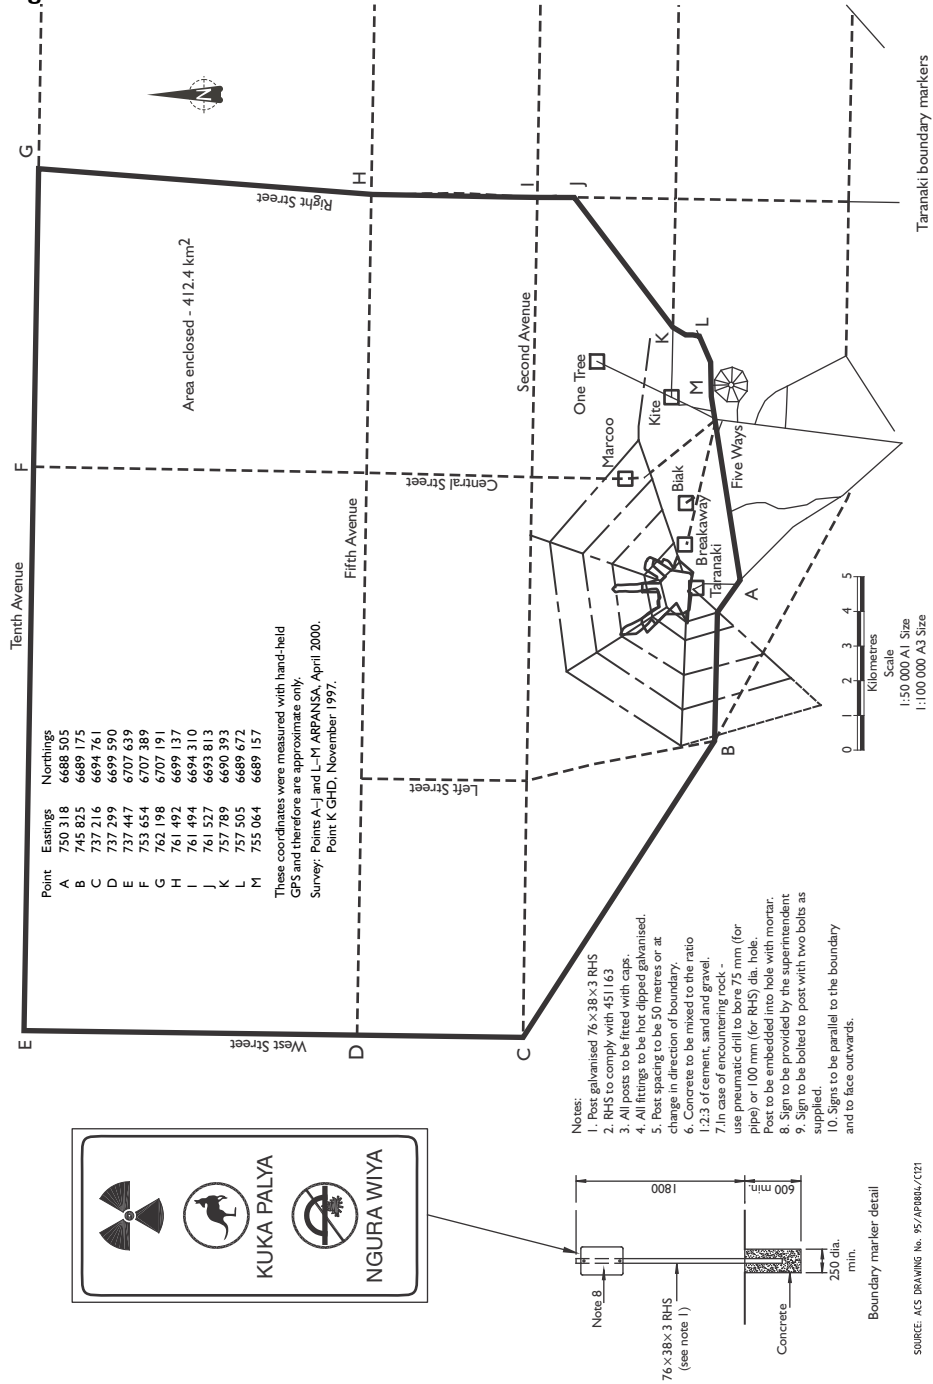 Taranaki boundary markers
KUKA PALYA
NGURA WIYA
Note 8
76×38×3 RHS
(see note 1)
Concrete
1800
600 min.
250 dia.
min.
Boundary marker detail
SOURCE: ACS DRAWING No. 95/AP0804/C121
Notes:
1. Post galvanised 76×38×3 RHS
2. RHS to comply with 451163
3. All posts to be fitted with caps.
4. All fittings to be hot dipped galvanised.
5. Post spacing to be 50 metres or at
change in direction of boundary.
6. Concrete to be mixed to the ratio
1:2:3 of cement, sand and gravel.
7.In case of encountering rock -
use pneumatic drill to bore 75 mm (for
pipe) or 100 mm (for RHS) dia. hole.
Post to be embedded into hole with mortar.
8. Sign to be provided by the superintendent
9. Sign to be bolted to post with two bolts as
supplied.
10. Signs to be parallel to the boundary
and to face outwards.
E
Tenth Avenue
F
G
Point Eastings Northings
A 750 318 6688 505
B 745 825 6689 175
C 737 216 6694 761
D 737 299 6699 590
E 737 447 6707 639
F 753 654 6707 389
G 762 198 6707 191
H 761 492 6699 137
I 761 494 6694 310
J 761 527 6693 813
K 757 789 6690 393
L 757 505 6689 672
M 755 064 6689 157
These coordinates were measured with hand-held
GPS and therefore are approximate only.
Survey: Points A–J and L–M ARPANSA, April 2000.
Point K GHD, November 1997.
Area enclosed - 412.4 km2
N
West Street
Right Street
D
Fifth Avenue
H
Left Street
Central Street
C
Second Avenue
I
J
One Tree
Marcoo
Kite
K
L
M
Biak
Breakaway
Taranaki
Five Ways
B
A
0 1 2 3 4 5
Kilometres
Scale
1:50 000 A1 Size
1:100 000 A3 Size